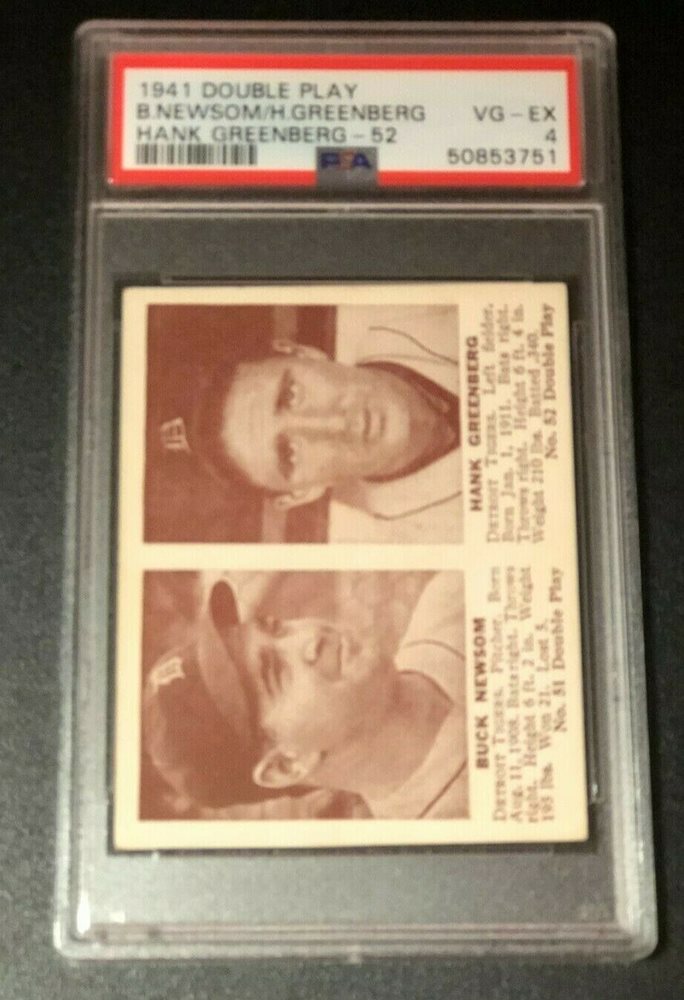 1941 DOUBLE PLAY
B.NEWSOM/H.GREENBERG VG - EX
HANK GREENBERG - 52 4
50853751
PSA
BUCK NEWSOM
DETROIT TIGERS. Pitcher. Born
Aug. 11, 1908. Bats right. Throws
right. Height 6 ft. 2 in. Weight
195 lbs. Won 21. Lost 5.
No. 51 Double Play
HANK GREENBERG
DETROIT TIGERS. Left fielder.
Born Jan. 1, 1911. Bats right.
Throws right. Height 6 ft. 4 in.
Weight 210 lbs. Batted .340.
No. 52 Double Play